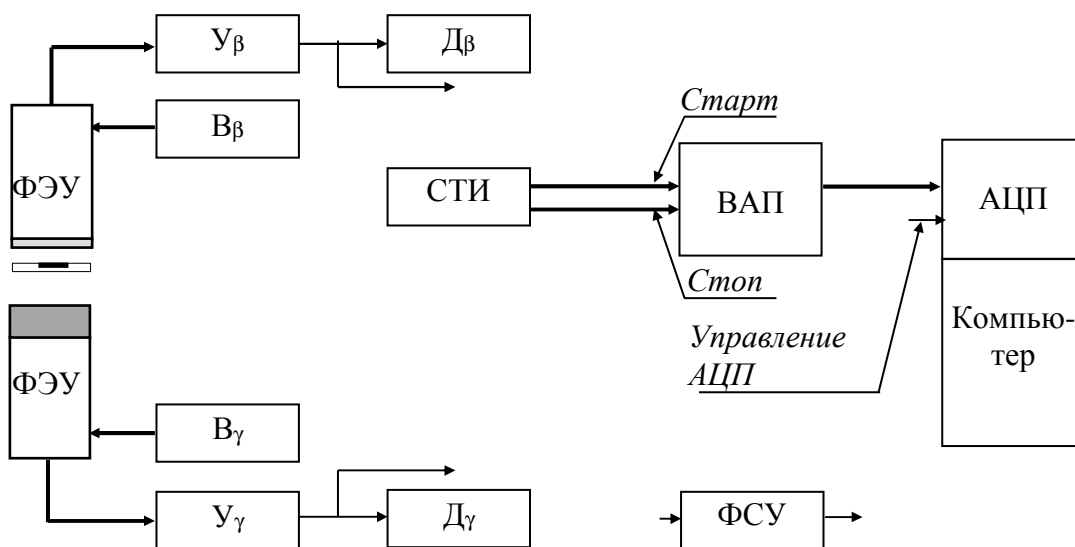 Уβ
Дβ
Старт
Вβ
ФЭУ
СТИ
ВАП
АЦП
Стоп
Управление
АЦП
Компью-
тер
ФЭУ
Вγ
Уγ
Дγ
ФСУ